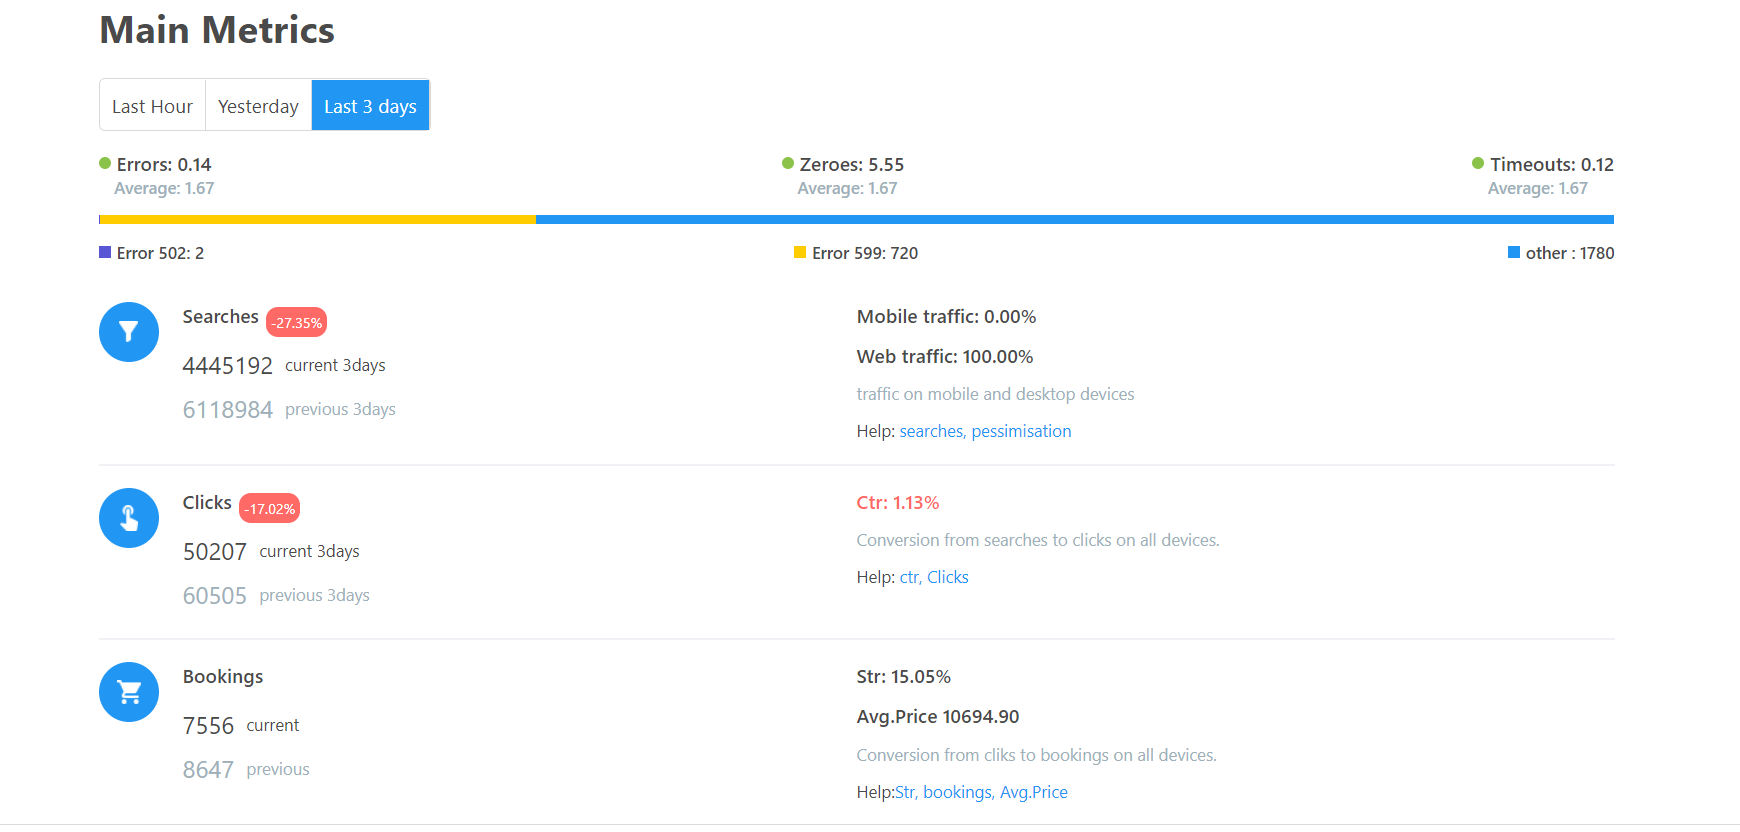 Main Metrics
Last Hour Yesterday Last 3 days
Errors: 0.14
Average: 1.67
Zeroes: 5.55
Average: 1.67
Timeouts: 0.12
Average: 1.67
Error 502: 2
Error 599: 720
other : 1780
Searches -27.35%
4445192 current 3days
6118984 previous 3days
Mobile traffic: 0.00%
Web traffic: 100.00%
traffic on mobile and desktop devices
Help: searches, pessimisation
Clicks -17.02%
50207 current 3days
60505 previous 3days
Ctr: 1.13%
Conversion from searches to clicks on all devices.
Help: ctr, Clicks
Bookings
7556 current
8647 previous
Str: 15.05%
Avg.Price 10694.90
Conversion from cliks to bookings on all devices.
Help:Str, bookings, Avg.Price